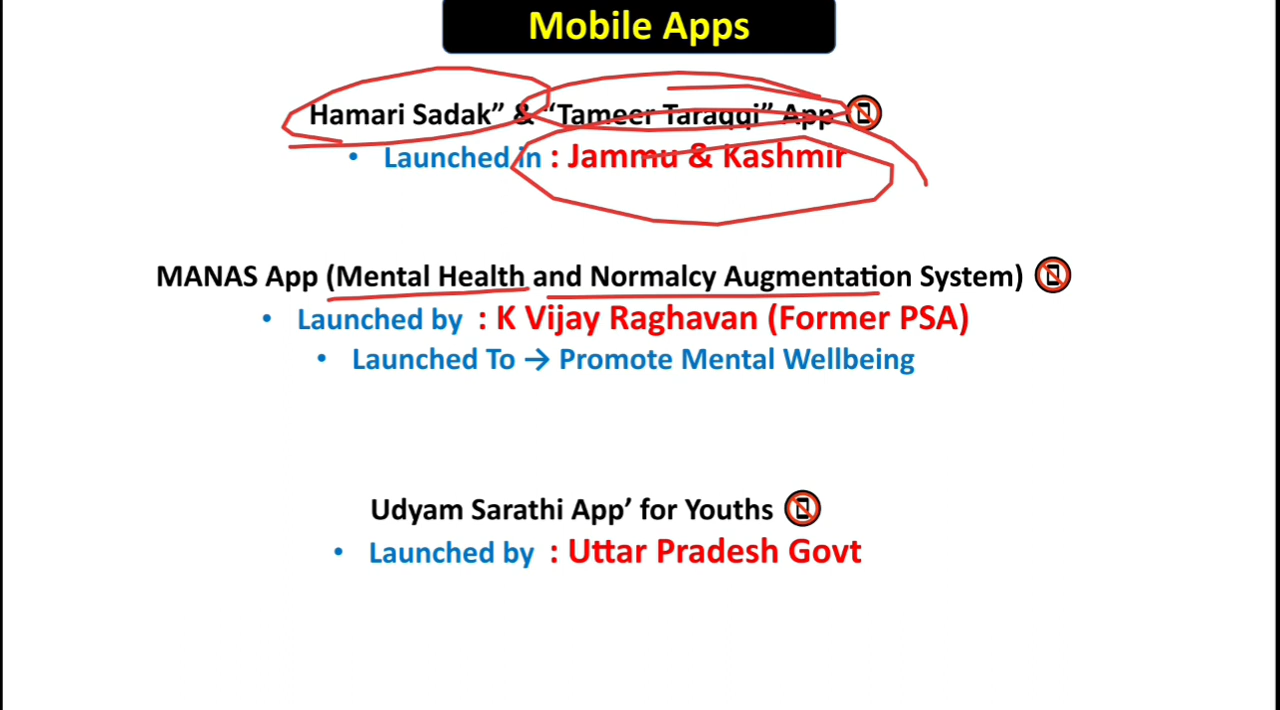 Mobile Apps
Hamari Sadak” & “Tameer Taraqqi” App
• Launched in : Jammu & Kashmir
MANAS App (Mental Health and Normalcy Augmentation System)
• Launched by : K Vijay Raghavan (Former PSA)
• Launched To → Promote Mental Wellbeing
Udyam Sarathi App’ for Youths
• Launched by : Uttar Pradesh Govt